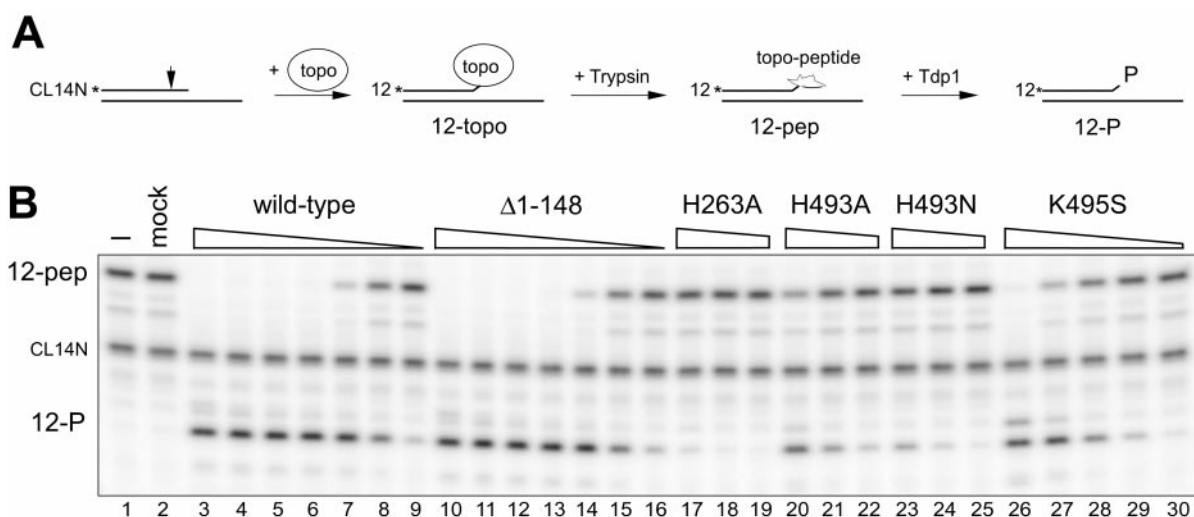 A
CL14N * + topo 12 * topo + Trypsin 12 * topo-peptide + Tdp1 12* P
12-topo 12-pep 12-P
B
– mock wild-type Δ1-148 H263A H493A H493N K495S
12-pep
CL14N
12-P
1 2 3 4 5 6 7 8 9 10 11 12 13 14 15 16 17 18 19 20 21 22 23 24 25 26 27 28 29 30